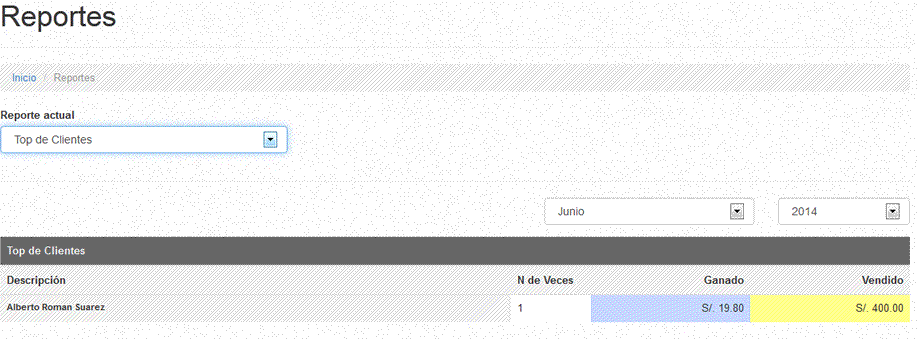 Reportes
Inicio / Reportes
Reporte actual
Top de Clientes
Junio 2014
Top de Clientes
Descripción N de Veces Ganado Vendido
Alberto Roman Suarez 1 S/. 19.80 S/. 400.00